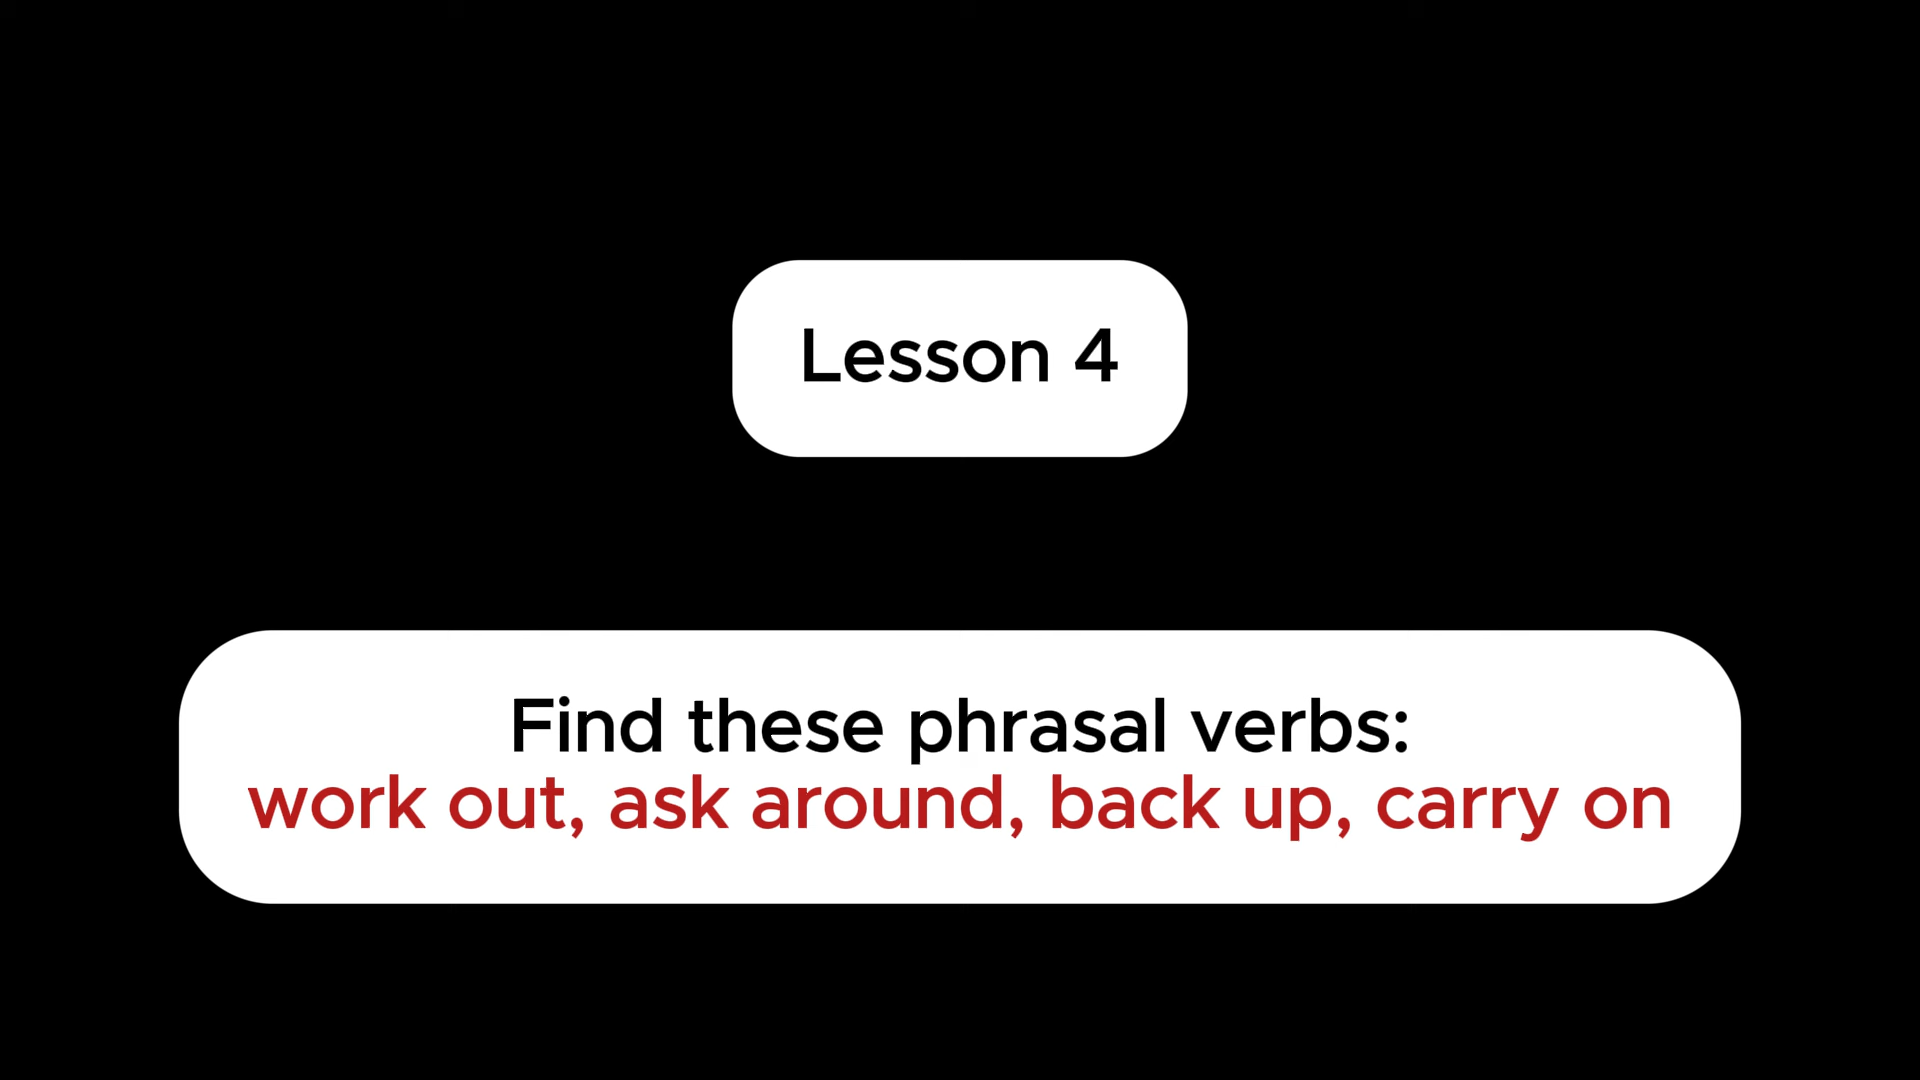 Lesson 4
Find these phrasal verbs:
work out, ask around, back up, carry on